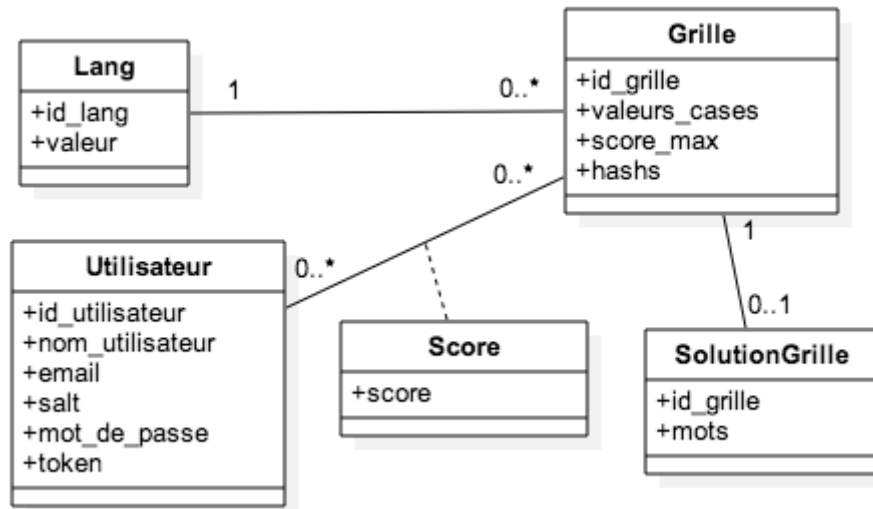 Lang
+id_lang
+valeur
1
0..*
Grille
+id_grille
+valeurs_cases
+score_max
+hashs
0..*
0..*
1
0..1
Utilisateur
+id_utilisateur
+nom_utilisateur
+email
+salt
+mot_de_passe
+token
Score
+score
SolutionGrille
+id_grille
+mots